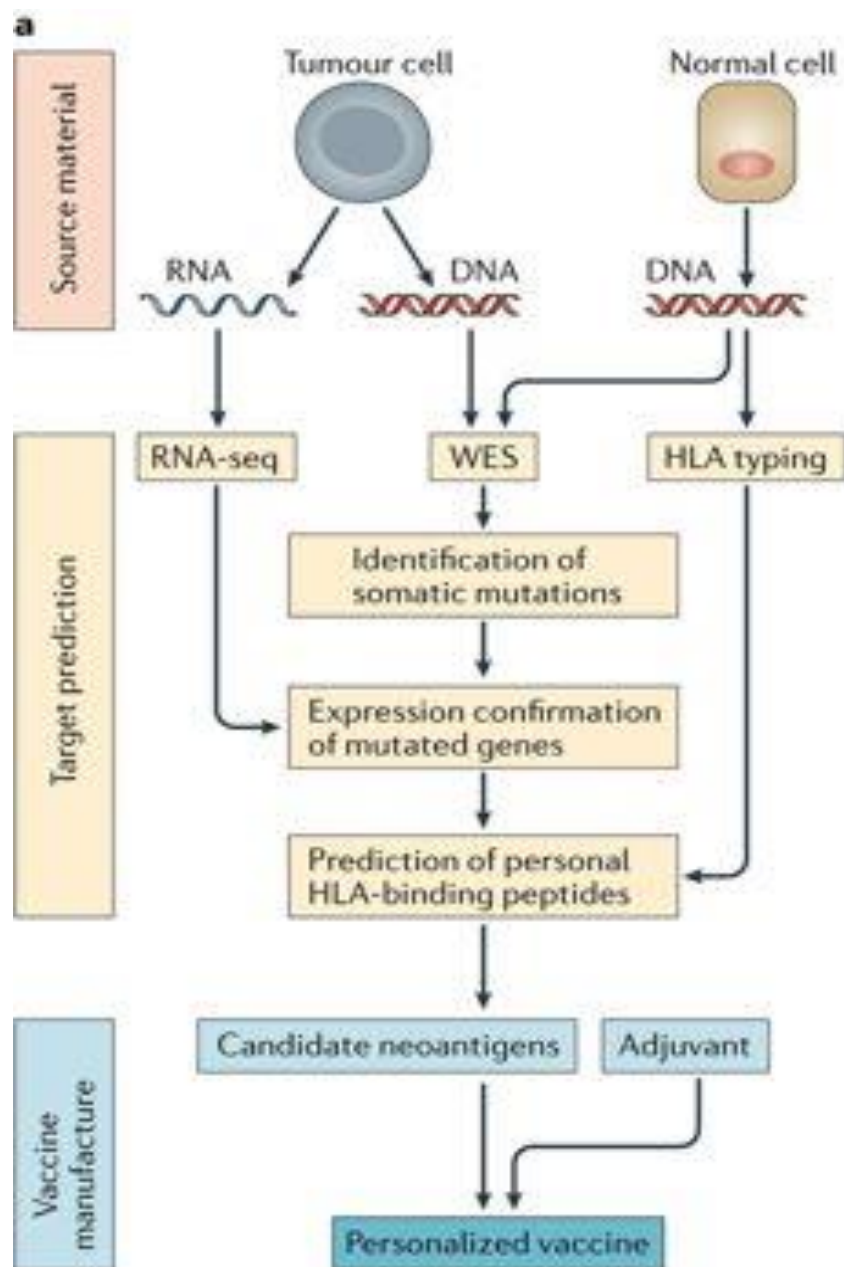 a
Source material
Tumour cell
Normal cell
RNA
DNA
DNA
Target prediction
RNA-seq
WES
HLA typing
Identification of
somatic mutations
Expression confirmation
of mutated genes
Prediction of personal
HLA-binding peptides
Vaccine
manufacture
Candidate neoantigens
Adjuvant
Personalized vaccine